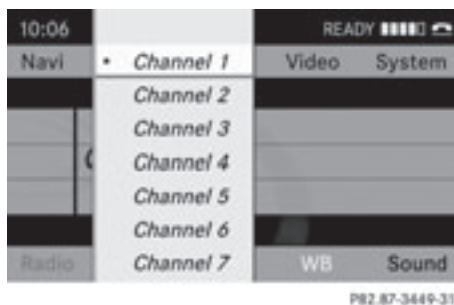 10:06 READY
Navi • Channel 1 Video System
Channel 2
Channel 3
Channel 4
Channel 5
Channel 6
Radio Channel 7 WB Sound
P82.87-3449-31